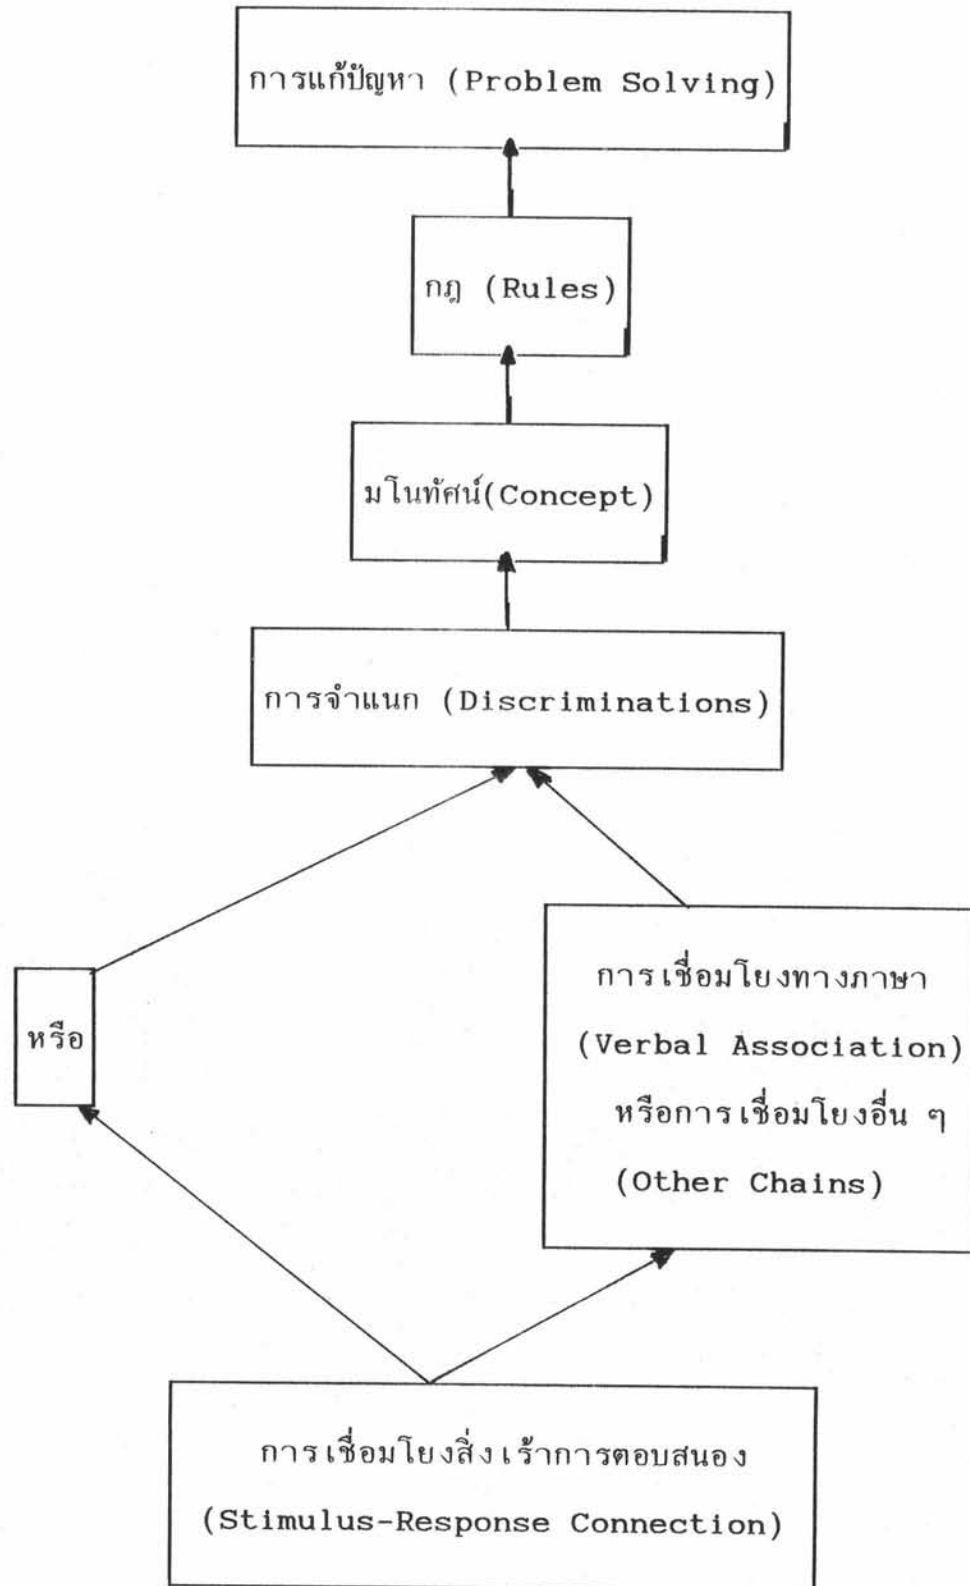 การแก้ปัญหา (Problem Solving)
กฎ (Rules)
มโนทัศน์(Concept)
การจำแนก (Discriminations)
หรือ
การเชื่อมโยงทางภาษา
(Verbal Association)
หรือการเชื่อมโยงอื่น ๆ
(Other Chains)
การเชื่อมโยงสิ่งเร้าการตอบสนอง
(Stimulus-Response Connection)